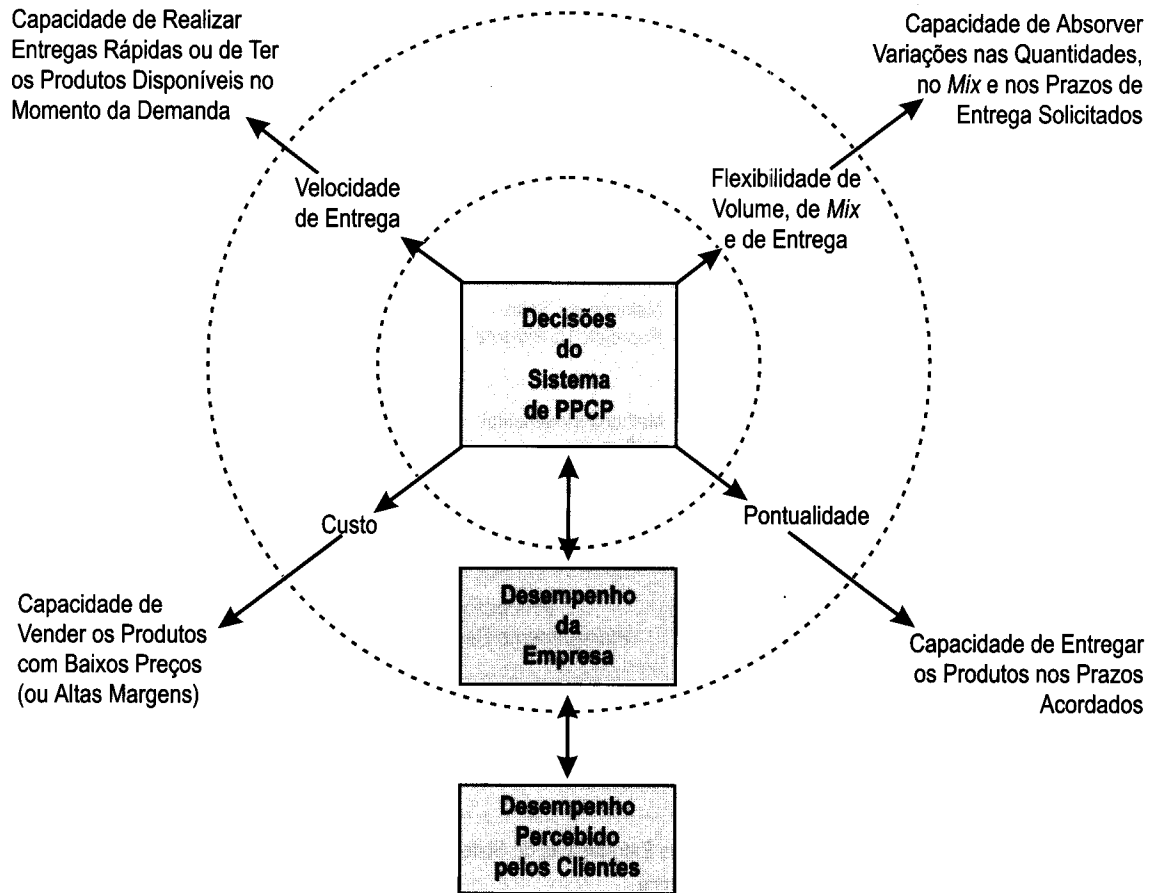 Capacidade de Realizar
Entregas Rápidas ou de Ter
os Produtos Disponíveis no
Momento da Demanda
Capacidade de Absorver
Variações nas Quantidades,
no Mix e nos Prazos de
Entrega Solicitados
Velocidade
de Entrega
Flexibilidade de
Volume, de Mix
e de Entrega
Decisões
do
Sistema
de PPCP
Custo
Pontualidade
Capacidade de
Vender os Produtos
com Baixos Preços
(ou Altas Margens)
Desempenho
da
Empresa
Capacidade de Entregar
os Produtos nos Prazos
Acordados
Desempenho
Percebido
pelos Clientes